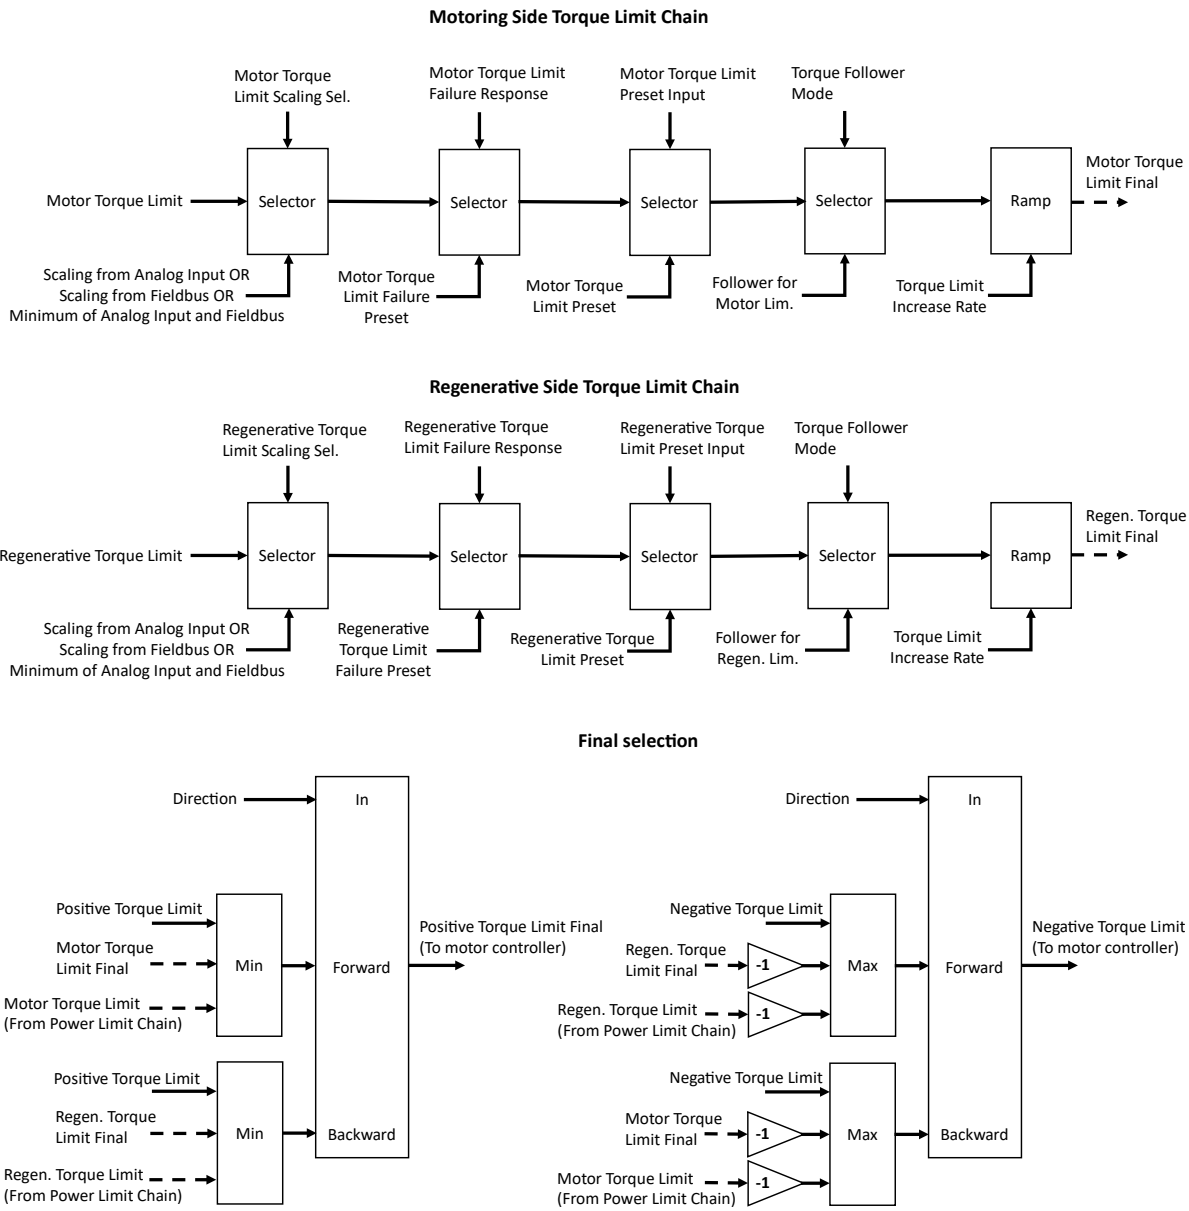 Motoring Side Torque Limit Chain
Motor Torque
Limit Scaling Sel.
Motor Torque Limit
Failure Response
Motor Torque Limit
Preset Input
Torque Follower
Mode
Motor Torque Limit
Selector
Selector
Selector
Selector
Ramp
Motor Torque
Limit Final
Scaling from Analog Input OR
Scaling from Fieldbus OR
Minimum of Analog Input and Fieldbus
Motor Torque
Limit Failure
Preset
Motor Torque
Limit Preset
Follower for
Motor Lim.
Torque Limit
Increase Rate
Regenerative Side Torque Limit Chain
Regenerative Torque
Limit Scaling Sel.
Regenerative Torque
Limit Failure Response
Regenerative Torque
Limit Preset Input
Torque Follower
Mode
Regenerative Torque Limit
Selector
Selector
Selector
Selector
Ramp
Regen. Torque
Limit Final
Scaling from Analog Input OR
Scaling from Fieldbus OR
Minimum of Analog Input and Fieldbus
Regenerative
Torque Limit
Failure Preset
Regenerative Torque
Limit Preset
Follower for
Regen. Lim.
Torque Limit
Increase Rate
Final selection
Direction
In
Positive Torque Limit
Motor Torque
Limit Final
Motor Torque Limit
(From Power Limit Chain)
Min
Forward
Positive Torque Limit Final
(To motor controller)
Positive Torque Limit
Regen. Torque
Limit Final
Regen. Torque Limit
(From Power Limit Chain)
Min
Backward
Direction
In
Negative Torque Limit
Regen. Torque
Limit Final
-1
Regen. Torque Limit
(From Power Limit Chain)
-1
Max
Forward
Negative Torque Limit
(To motor controller)
Negative Torque Limit
Motor Torque
Limit Final
-1
Motor Torque Limit
(From Power Limit Chain)
-1
Max
Backward